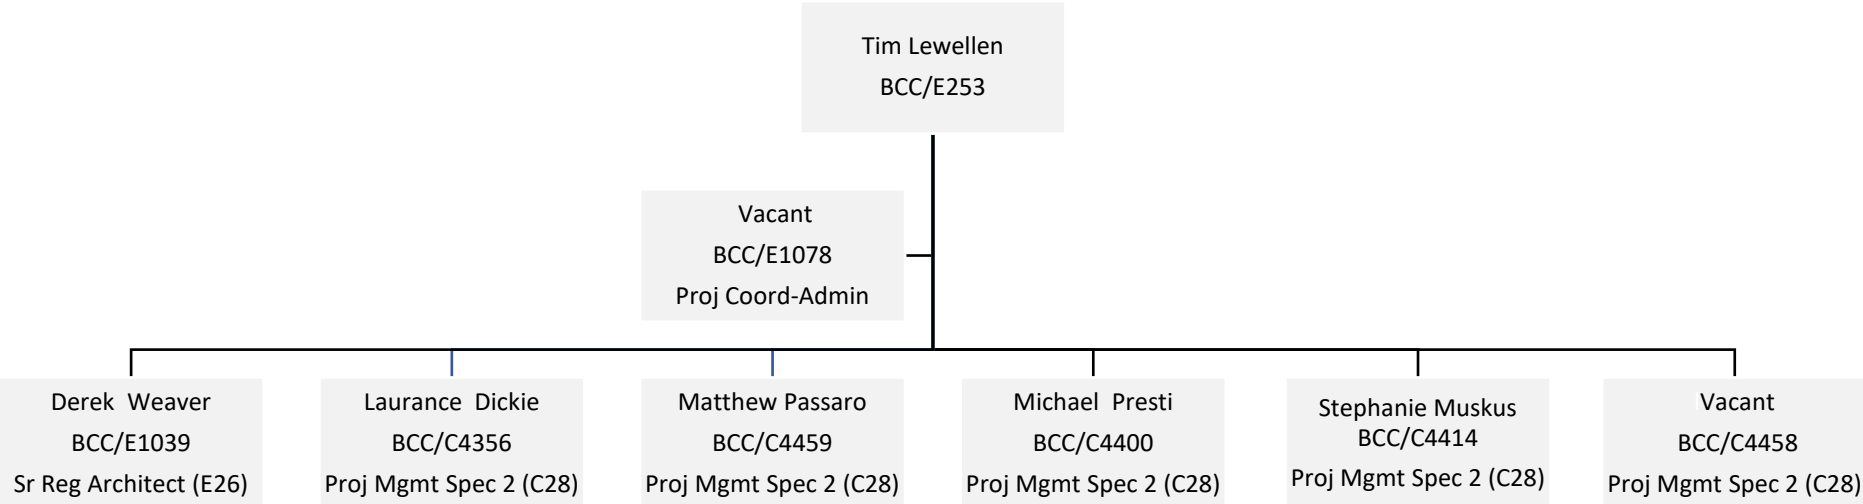 Tim Lewellen
BCC/E253
Vacant
BCC/E1078
Proj Coord-Admin
Derek  Weaver
BCC/E1039
Sr Reg Architect (E26)
Laurance  Dickie
BCC/C4356
Proj Mgmt Spec 2 (C28)
Matthew Passaro
BCC/C4459
Proj Mgmt Spec 2 (C28)
Michael  Presti
BCC/C4400
Proj Mgmt Spec 2 (C28)
Stephanie Muskus
BCC/C4414
Proj Mgmt Spec 2 (C28)
Vacant
BCC/C4458
Proj Mgmt Spec 2 (C28)